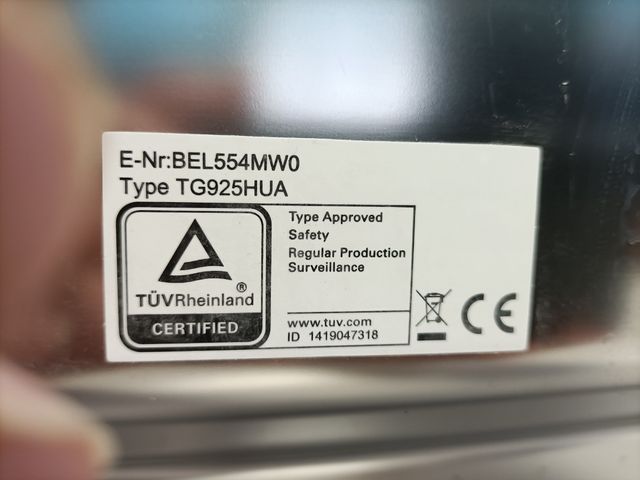 E-Nr:BEL554MW0
Type TG925HUA
TÜVRheinland®
CERTIFIED
Type Approved
Safety
Regular Production
Surveillance
www.tuv.com
ID 1419047318
CE